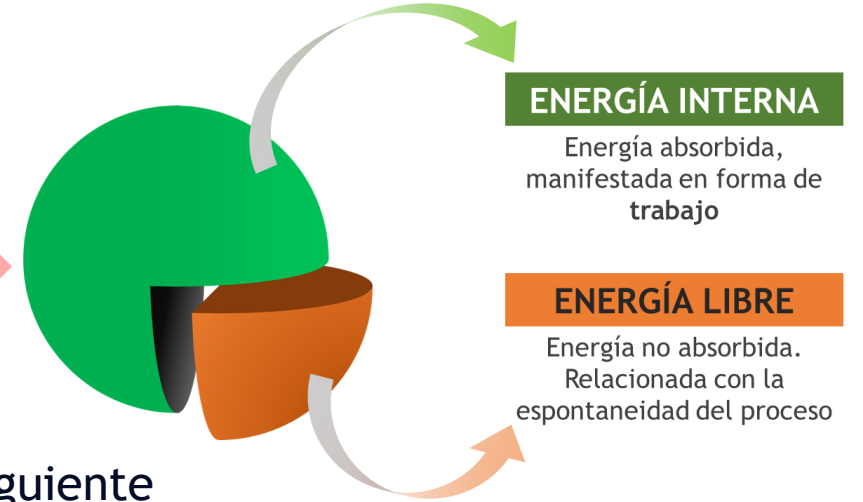 ENERGÍA INTERNA
Energía absorbida,
manifestada en forma de
trabajo
ENERGÍA LIBRE
Energía no absorbida.
Relacionada con la
espontaneidad del proceso